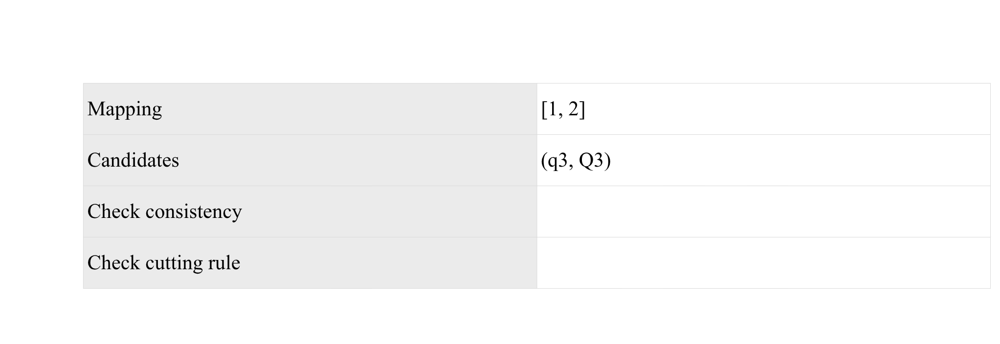 Mapping [1, 2]
Candidates (q3, Q3)
Check consistency
Check cutting rule